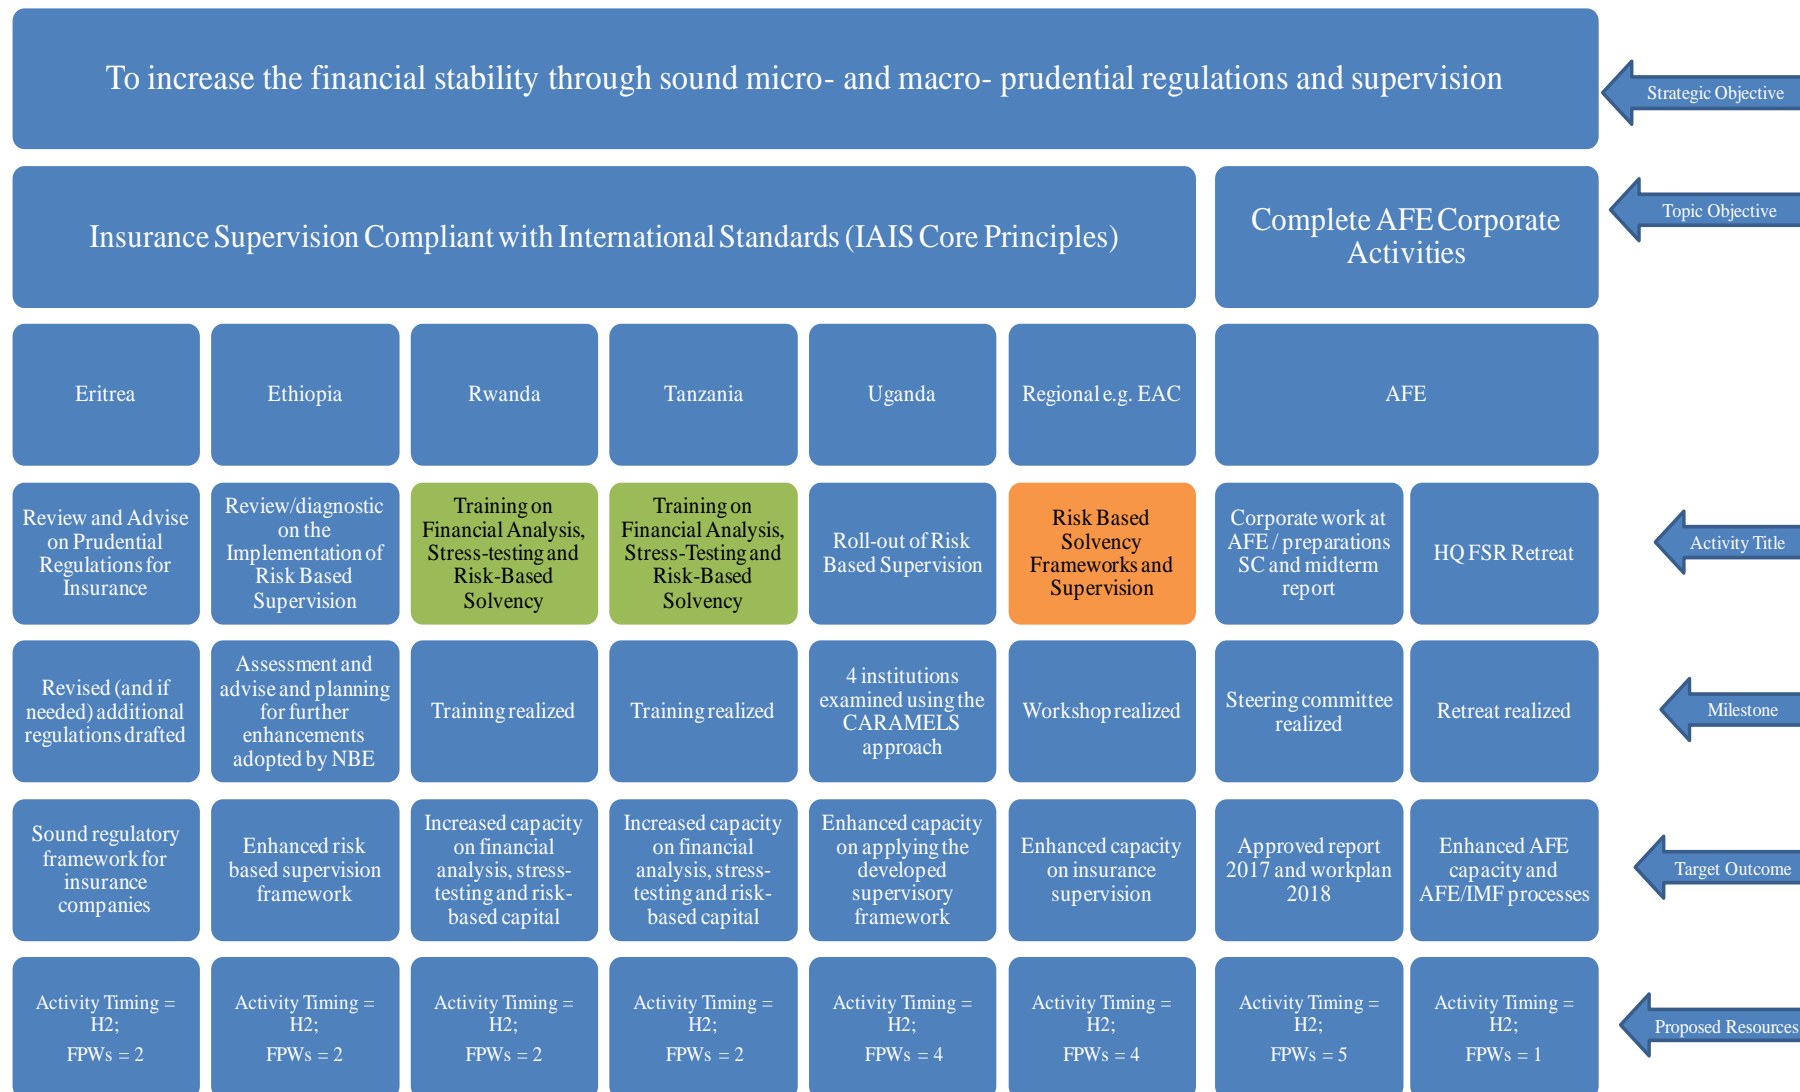 To increase the financial stability through sound micro- and macro- prudential regulations and supervision
Strategic Objective
Insurance Supervision Compliant with International Standards (IAIS Core Principles)
Complete AFE Corporate
Activities
Topic Objective
Eritrea
Ethiopia
Rwanda
Tanzania
Uganda
Regional e.g. EAC
AFE
Review and Advise
on Prudential
Regulations for
Insurance
Review/diagnostic
on the
Implementation of
Risk Based
Supervision
Training on
Financial Analysis,
Stress-testing and
Risk-Based
Solvency
Training on
Financial Analysis,
Stress-Testing and
Risk-Based
Solvency
Roll-out of Risk
Based Supervision
Risk Based
Solvency
Frameworks and
Supervision
Corporate work at
AFE / preparations
SC and midterm
report
HQ FSR Retreat
Activity Title
Revised (and if
needed) additional
regulations drafted
Assessment and
advise and planning
for further
enhancements
adopted by NBE
Training realized
Training realized
4 institutions
examined using the
CARAMELS
approach
Workshop realized
Steering committee
realized
Retreat realized
Milestone
Sound regulatory
framework for
insurance
companies
Enhanced risk
based supervision
framework
Increased capacity
on financial
analysis, stress-
testing and risk-
based capital
Increased capacity
on financial
analysis, stress-
testing and risk-
based capital
Enhanced capacity
on applying the
developed
supervisory
framework
Enhanced capacity
on insurance
supervision
Approved report
2017 and workplan
2018
Enhanced AFE
capacity and
AFE/IMF processes
Target Outcome
Activity Timing =
H2;
FPWs = 2
Activity Timing =
H2;
FPWs = 2
Activity Timing =
H2;
FPWs = 2
Activity Timing =
H2;
FPWs = 2
Activity Timing =
H2;
FPWs = 4
Activity Timing =
H2;
FPWs = 4
Activity Timing =
H2;
FPWs = 5
Activity Timing =
H2;
FPWs = 1
Proposed Resources